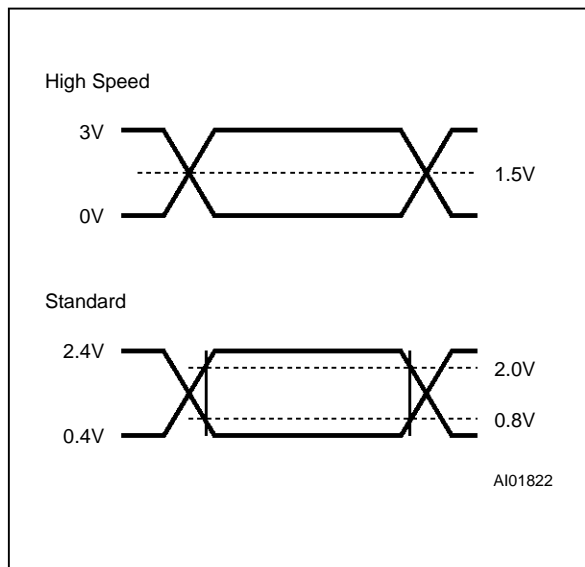 High Speed
3V
1.5V
0V
Standard
2.4V
2.0V
0.8V
0.4V
AI01822